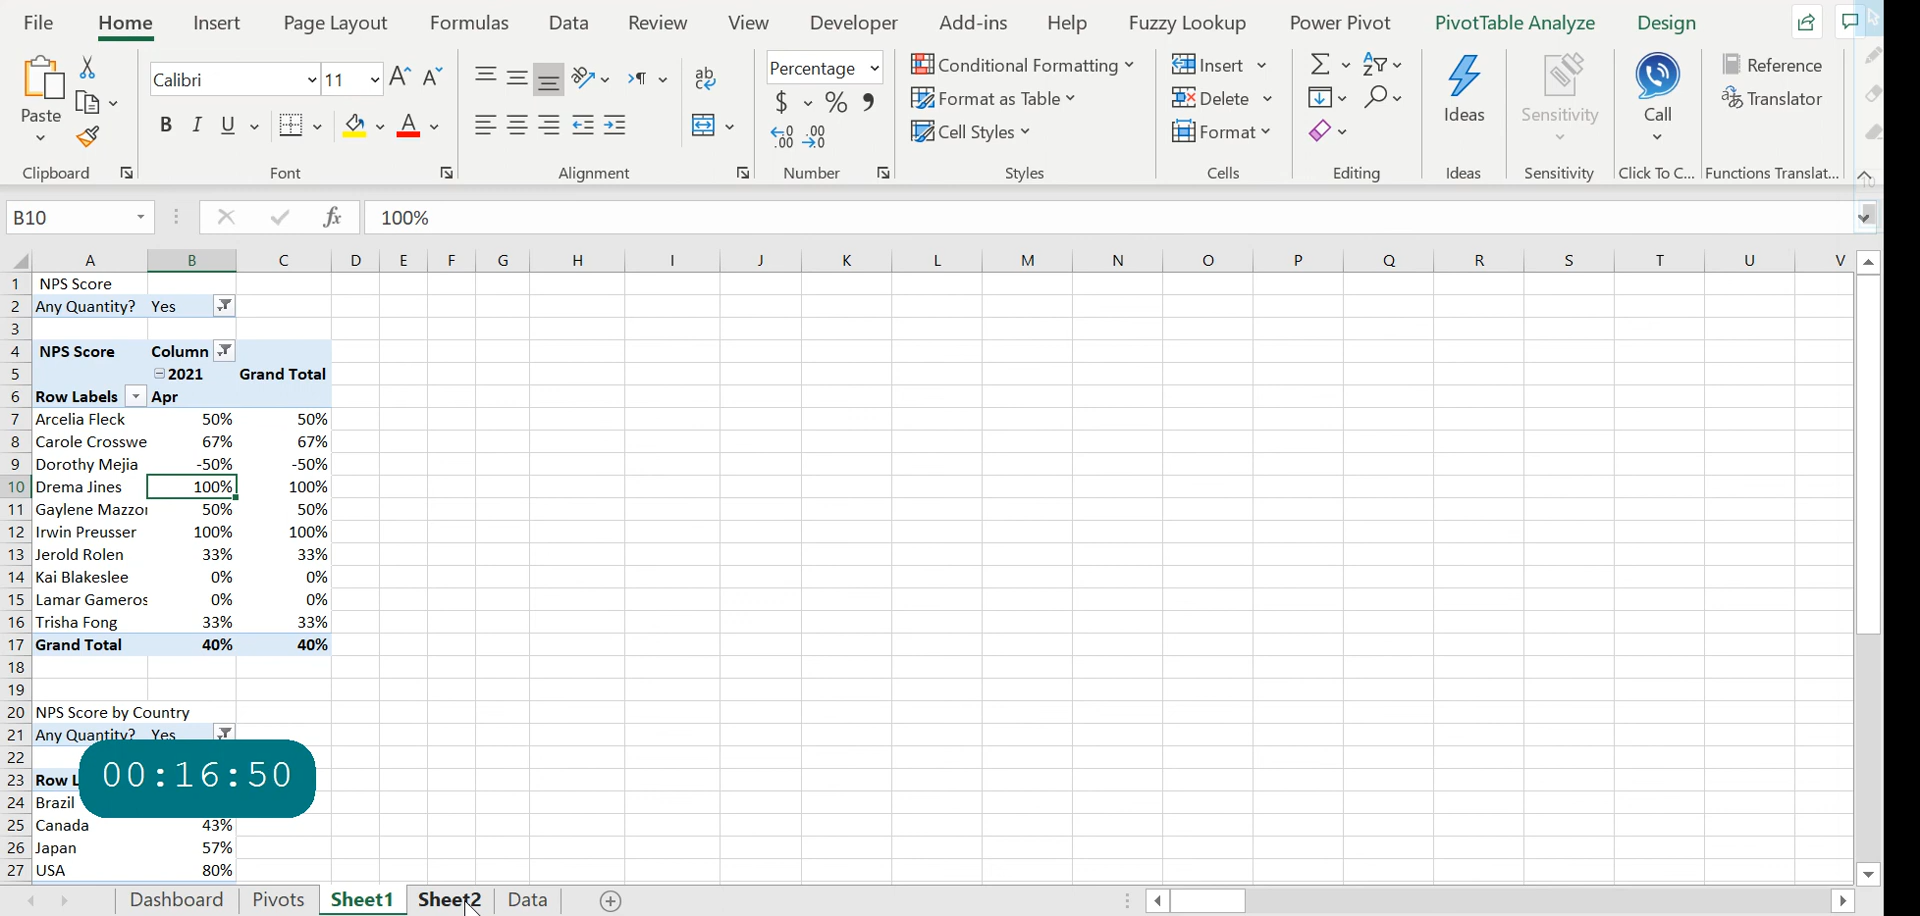 File Home Insert Page Layout Formulas Data Review View Developer Add-ins Help Fuzzy Lookup Power Pivot PivotTable Analyze Design
Paste
Calibri 11
B I U A
ab
Percentage
$ % 9
.00 .00
Conditional Formatting
Format as Table
Cell Styles
Insert
Delete
Format
Ideas
Sensitivity
Call
Reference
Translator
Clipboard Font Alignment Number Styles Cells Editing Ideas Sensitivity Click To C... Functions Translat...
B10 fx 100%
A B C D E F G H I J K L M N O P Q R S T U V
1 NPS Score
2 Any Quantity? Yes
3
4 NPS Score Column
5 2021 Grand Total
6 Row Labels Apr
7 Arcelia Fleck 50% 50%
8 Carole Crosswe 67% 67%
9 Dorothy Mejia -50% -50%
10 Drema Jines 100% 100%
11 Gaylene Mazzo 50% 50%
12 Irwin Preusser 100% 100%
13 Jerold Rolen 33% 33%
14 Kai Blakeslee 0% 0%
15 Lamar Gameros 0% 0%
16 Trisha Fong 33% 33%
17 Grand Total 40% 40%
18
19
20 NPS Score by Country
21 Any Quantity? Yes
22
23 Row L
00:16:50
24 Brazil
25 Canada 43%
26 Japan 57%
27 USA 80%
Dashboard Pivots Sheet1 Sheet2 Data